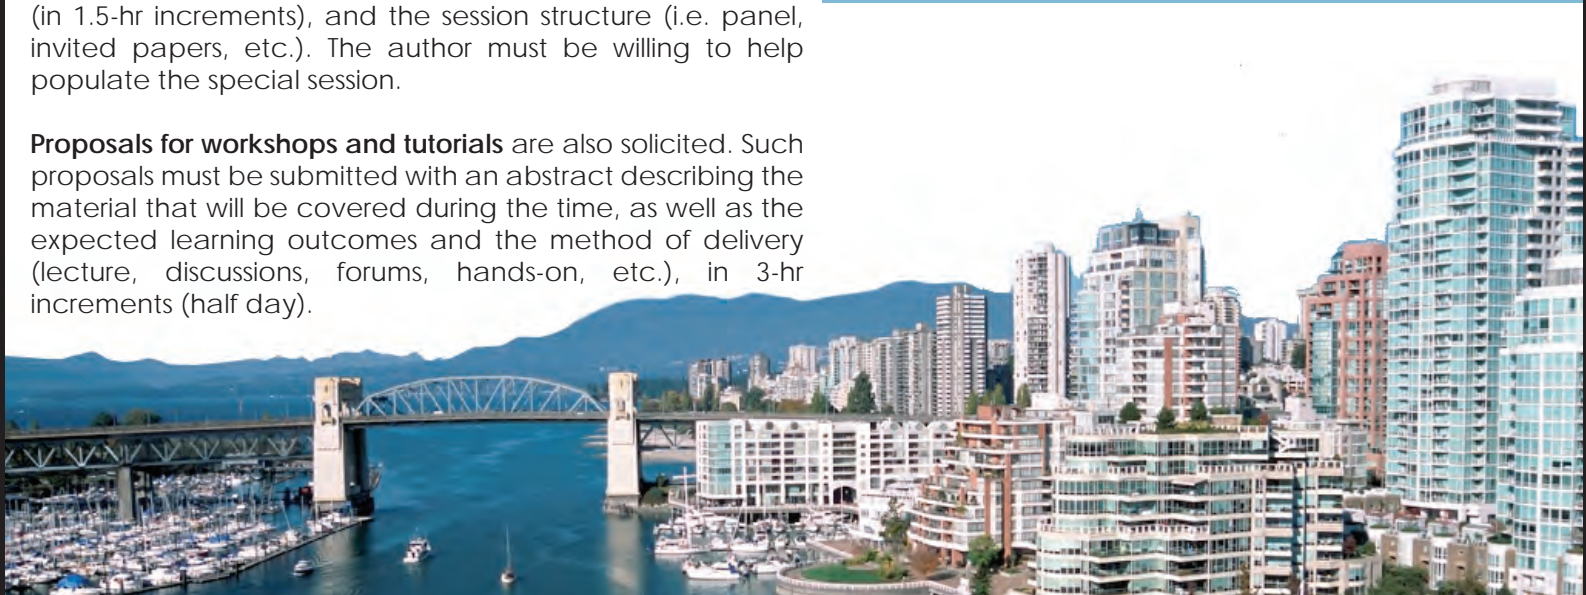 (in 1.5-hr increments), and the session structure (i.e. panel,
invited papers, etc.). The author must be willing to help
populate the special session.
Proposals for workshops and tutorials are also solicited. Such
proposals must be submitted with an abstract describing the
material that will be covered during the time, as well as the
expected learning outcomes and the method of delivery
(lecture, discussions, forums, hands-on, etc.), in 3-hr
increments (half day).